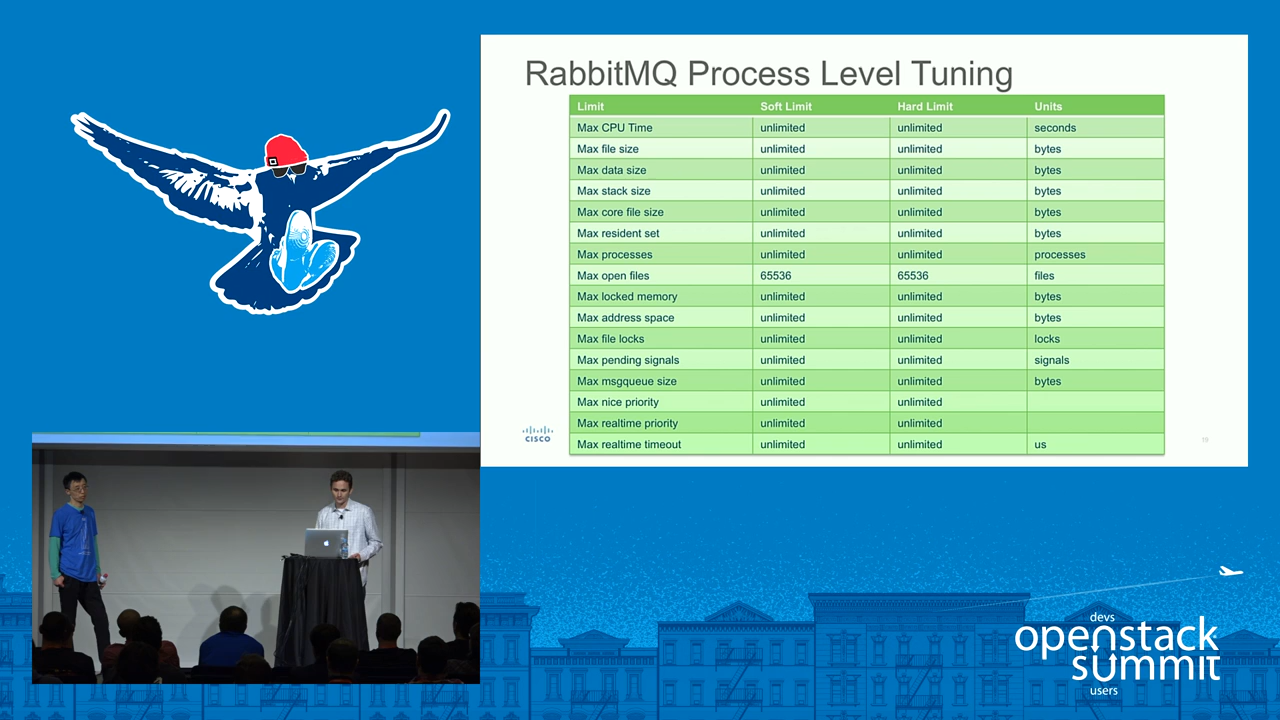 RabbitMQ Process Level Tuning
Limit Soft Limit Hard Limit Units
Max CPU Time unlimited unlimited seconds
Max file size unlimited unlimited bytes
Max data size unlimited unlimited bytes
Max stack size unlimited unlimited bytes
Max core file size unlimited unlimited bytes
Max resident set unlimited unlimited bytes
Max processes unlimited unlimited processes
Max open files 65536 65536 files
Max locked memory unlimited unlimited bytes
Max address space unlimited unlimited bytes
Max file locks unlimited unlimited locks
Max pending signals unlimited unlimited signals
Max msgqueue size unlimited unlimited bytes
Max nice priority unlimited unlimited
Max realtime priority unlimited unlimited
Max realtime timeout unlimited unlimited us
CISCO
19
devs
openstack
summit
users